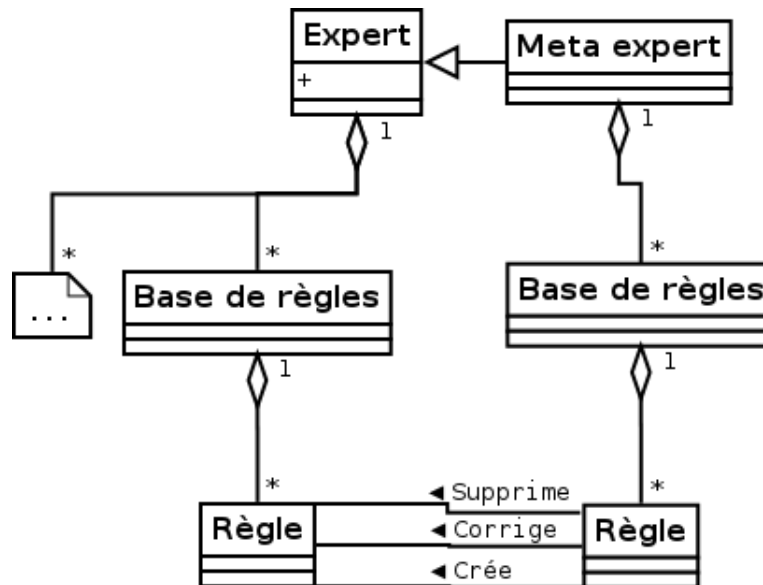 Expert
Meta expert
+
1
1
*
*
*
...
Base de règles
Base de règles
1
1
*
*
◄ Supprime
Règle
Règle
◄ Corrige
◄ Crée